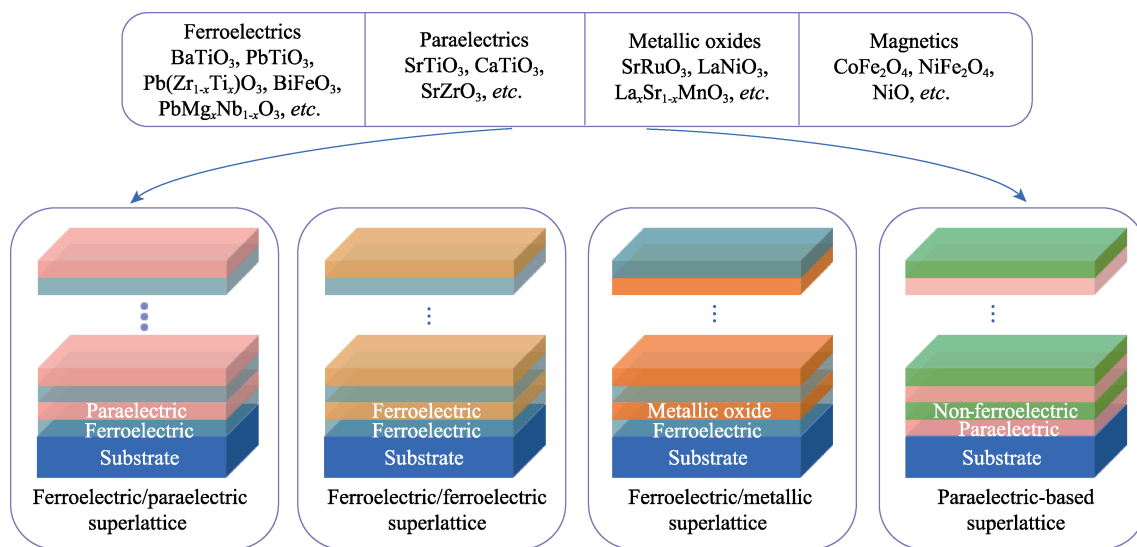 Ferroelectrics
BaTiO₃, PbTiO₃,
Pb(Zr₁₋ₓTiₓ)O₃, BiFeO₃,
PbMgₓNb₁₋ₓO₃, etc.
Paraelectrics
SrTiO₃, CaTiO₃,
SrZrO₃, etc.
Metallic oxides
SrRuO₃, LaNiO₃,
LaₓSr₁₋ₓMnO₃, etc.
Magnetics
CoFe₂O₄, NiFe₂O₄,
NiO, etc.
Paraelectric
Ferroelectric
Substrate
Ferroelectric/paraelectric
superlattice
Ferroelectric
Ferroelectric
Substrate
Ferroelectric/ferroelectric
superlattice
Metallic oxide
Ferroelectric
Substrate
Ferroelectric/metallic
superlattice
Non-ferroelectric
Paraelectric
Substrate
Paraelectric-based
superlattice